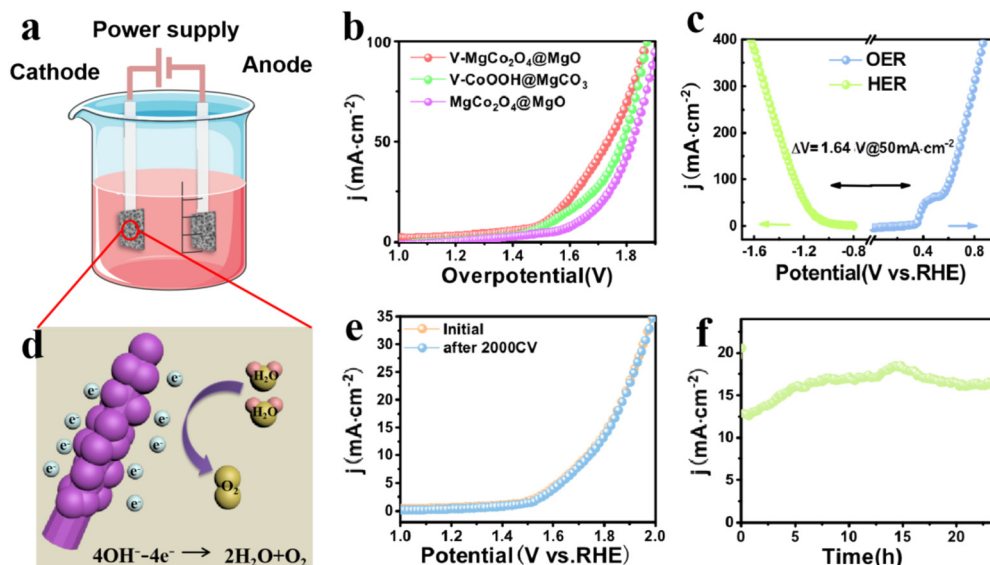 a
Power supply
Cathode
Anode
b
100
50
0
j (mA·cm⁻²)
V-MgCo₂O₄@MgO
V-CoOOH@MgCO₃
MgCo₂O₄@MgO
1.0 1.2 1.4 1.6 1.8
Overpotential(V)
c
400
300
200
100
0
j (mA·cm⁻²)
OER
HER
ΔV=1.64 V@50mA·cm⁻²
-1.6 -1.2 -0.8 0.4 0.8
Potential(V vs.RHE)
d
e⁻
e⁻
e⁻
e⁻
e⁻
e⁻
e⁻
e⁻
H₂O
H₂O
O₂
4OH⁻-4e⁻ → 2H₂O+O₂
e
35
30
25
20
15
10
5
0
j (mA·cm⁻²)
Initial
after 2000CV
1.0 1.2 1.4 1.6 1.8 2.0
Potential(V vs.RHE)
f
25
20
15
10
5
0
j (mA·cm⁻²)
0 5 10 15 20
Time(h)